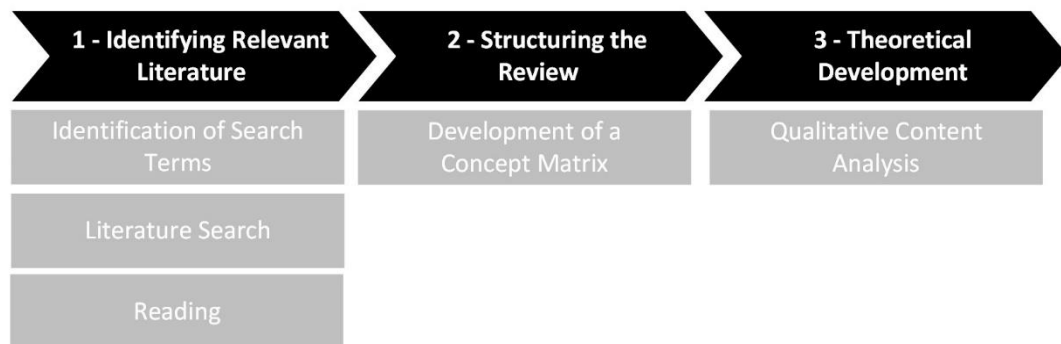 1 - Identifying Relevant
Literature
2 - Structuring the
Review
3 - Theoretical
Development
Identification of Search
Terms
Development of a
Concept Matrix
Qualitative Content
Analysis
Literature Search
Reading